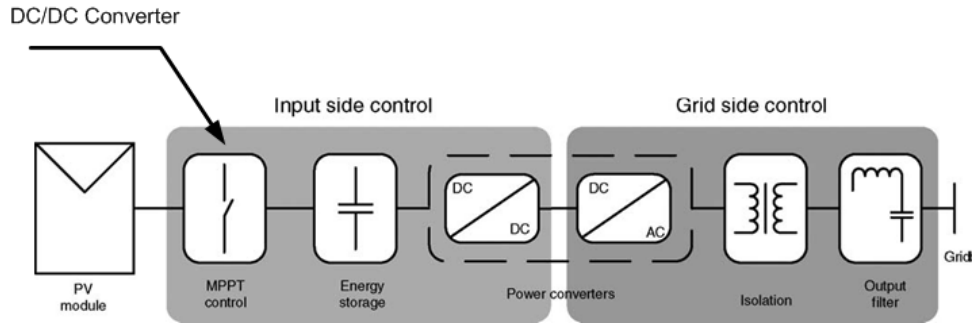 DC/DC Converter
Input side control
Grid side control
DC
DC
DC
AC
Grid
PV
module
MPPT
control
Energy
storage
Power converters
Isolation
Output
filter